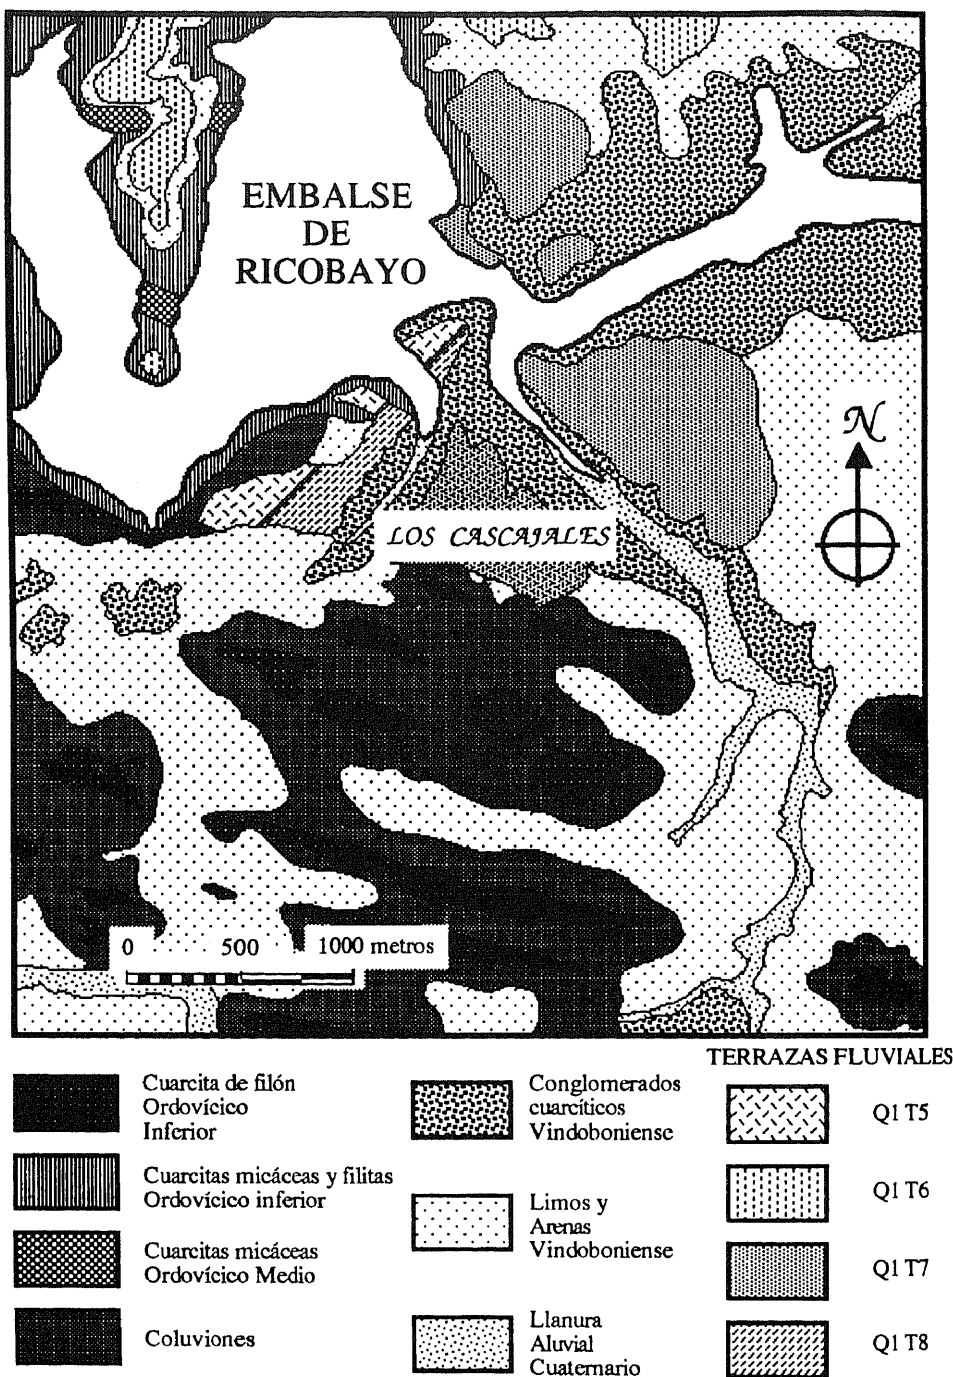 EMBALSE
DE
RICOBAYO
N
LOS CASCAJALES
0 500 1000 metros
TERRAZAS FLUVIALES
Cuarcita de filón
Ordovícico
Inferior
Cuarcitas micáceas y filitas
Ordovícico inferior
Cuarcitas micáceas
Ordovícico Medio
Coluviones
Conglomerados
cuarcíticos
Vindoboniense
Limos y
Arenas
Vindoboniense
Llanura
Aluvial
Cuaternario
Q1 T5
Q1 T6
Q1 T7
Q1 T8